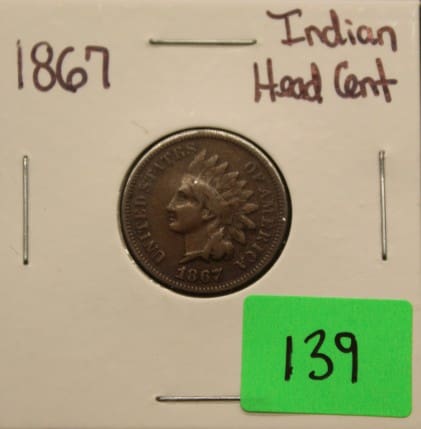 1867
Indian
Head Cent
UNITED STATES OF AMERICA
1867
139